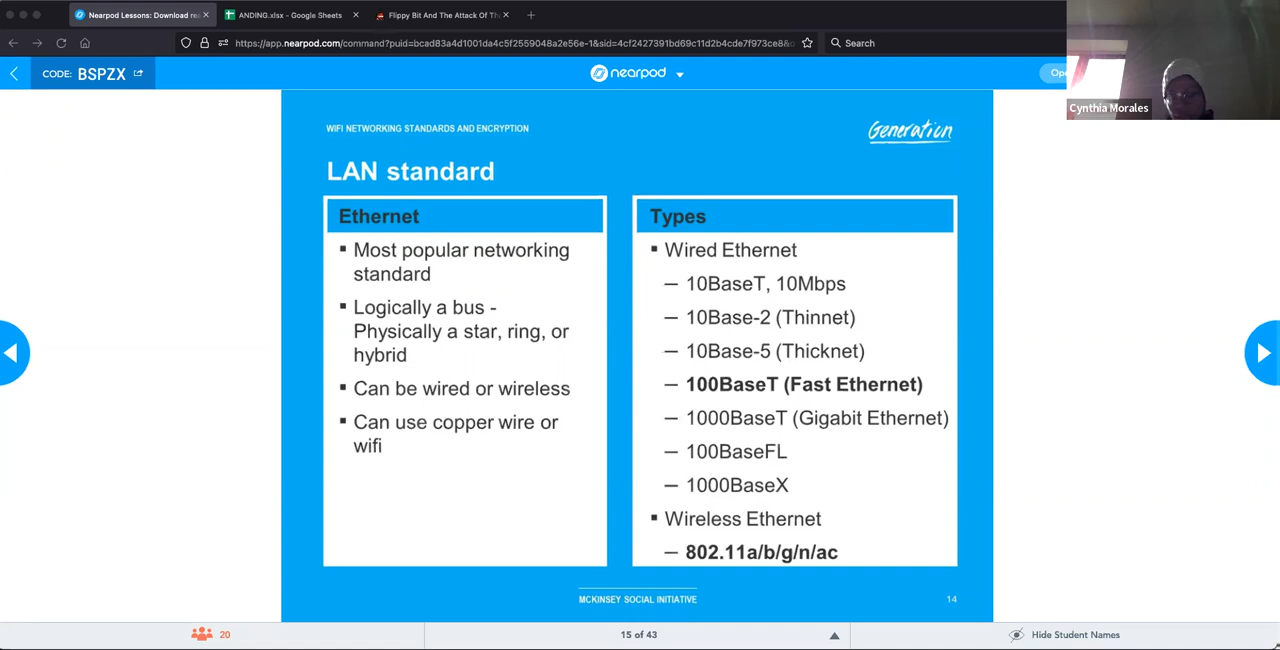 Nearpod Lessons: Download rea
ANDING.xlsx - Google Sheets
Flippy Bit And The Attack Of The
https://app.nearpod.com/command?puid=bcad83a4d1001da4c5f2559048a2e56e-1&sid=4cf2427391bd69c11d2b4cde7f973ce8&
Search
CODE: BSPZX
nearpod
Ope
Cynthia Morales
WIFI NETWORKING STANDARDS AND ENCRYPTION
Generation
LAN standard
Ethernet
▪ Most popular networking
standard
▪ Logically a bus -
Physically a star, ring, or
hybrid
▪ Can be wired or wireless
▪ Can use copper wire or
wifi
Types
▪ Wired Ethernet
– 10BaseT, 10Mbps
– 10Base-2 (Thinnet)
– 10Base-5 (Thicknet)
– 100BaseT (Fast Ethernet)
– 1000BaseT (Gigabit Ethernet)
– 100BaseFL
– 1000BaseX
▪ Wireless Ethernet
– 802.11a/b/g/n/ac
MCKINSEY SOCIAL INITIATIVE
14
20
15 of 43
Hide Student Names